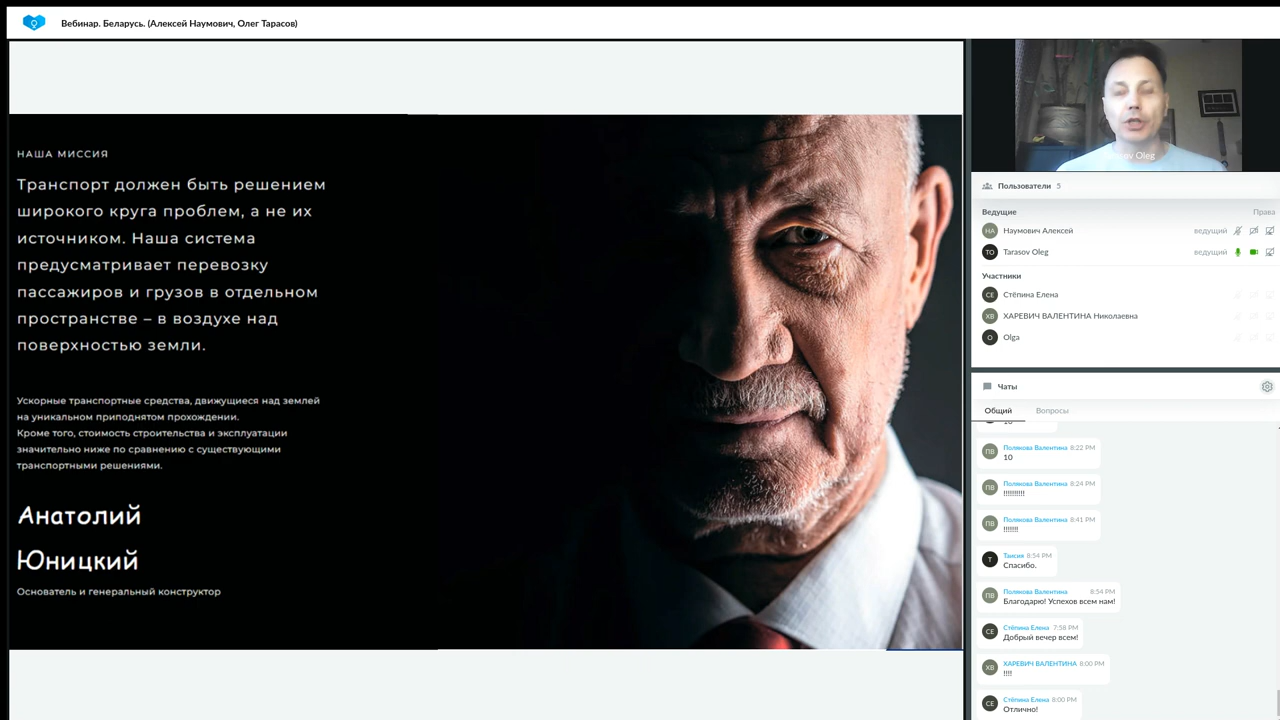 Вебинар. Беларусь. (Алексей Наумович, Олег Тарасов)
НАША МИССИЯ
Транспорт должен быть решением
широкого круга проблем, а не их
источником. Наша система
предусматривает перевозку
пассажиров и грузов в отдельном
пространстве – в воздухе над
поверхностью земли.
Ускорные транспортные средства, движущиеся над землей
на уникальном приподнятом прохождении.
Кроме того, стоимость строительства и эксплуатации
значительно ниже по сравнению с существующими
транспортными решениями.
Анатолий
Юницкий
Основатель и генеральный конструктор
Oleg
Пользователи 5
Ведущие Права
НА Наумович Алексей ведущий
TO Tarasov Oleg ведущий
Участники
СЕ Стёпина Елена
ХВ ХАРЕВИЧ ВАЛЕНТИНА Николаевна
O Olga
Чаты
Общий Вопросы
ПВ Полякова Валентина 8:22 PM
10
ПВ Полякова Валентина 8:24 PM
!!!!!!!!!!
ПВ Полякова Валентина 8:41 PM
!!!!!!!
Т Таисия 8:54 PM
Спасибо.
ПВ Полякова Валентина 8:54 PM
Благодарю! Успехов всем нам!
СЕ Стёпина Елена 7:58 PM
Добрый вечер всем!
ХВ ХАРЕВИЧ ВАЛЕНТИНА 8:00 PM
!!!!
СЕ Стёпина Елена 8:00 PM
Отлично!